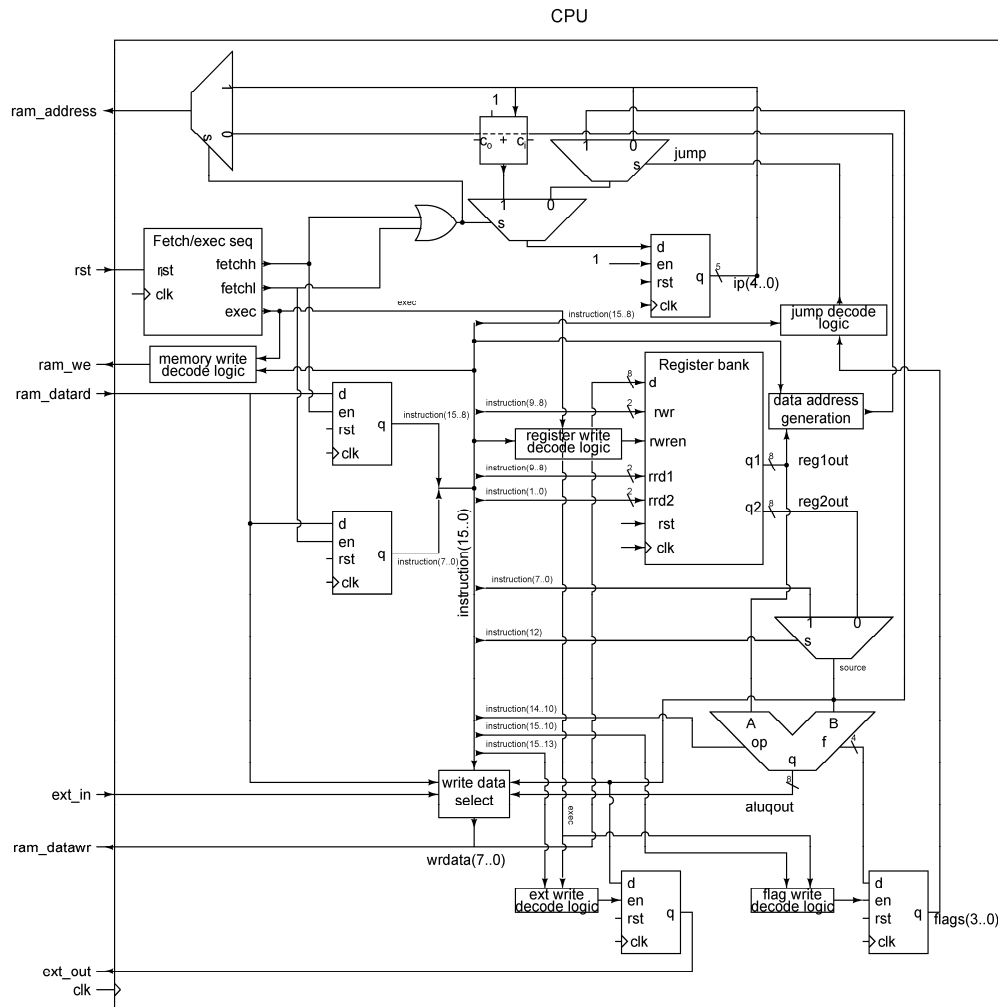 CPU
ram_address
1
s
0
1
c₀ + cᵢ
1
0
s
jump
1
0
s
Fetch/exec seq
rst
rst
fetchh
fetchl
clk
exec
exec
1
d
en
rst
clk
q
5
ip(4..0)
instruction(15..8)
jump decode
logic
ram_we
memory write
decode logic
ram_datard
d
en
rst
clk
q
instruction(15..8)
Register bank
8
d
instruction(9..8)
2
rwr
register write
decode logic
rwren
instruction(9..8)
2
rrd1
instruction(1..0)
2
rrd2
rst
clk
q1
8
reg1out
q2
8
reg2out
data address
generation
d
en
rst
clk
q
instruction(7..0)
instruction(15..0)
instruction(7..0)
1
0
s
instruction(12)
source
instruction(14..10)
instruction(15..10)
instruction(15..13)
A
B
op
f
4
q
8
aluqout
write data
select
ext_in
exec
ram_datawr
wrdata(7..0)
ext write
decode logic
d
en
rst
clk
q
flag write
decode logic
d
en
rst
clk
q
flags(3..0)
ext_out
clk